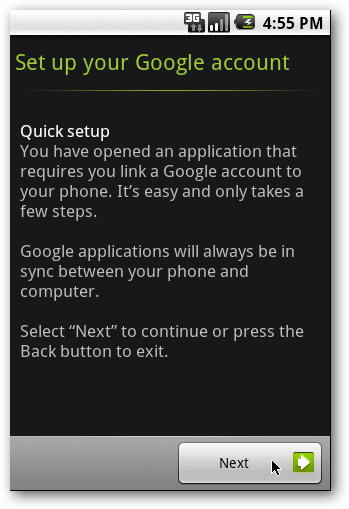 3G 4:55 PM
Set up your Google account
Quick setup
You have opened an application that
requires you link a Google account to
your phone. It’s easy and only takes a
few steps.
Google applications will always be in
sync between your phone and
computer.
Select “Next” to continue or press the
Back button to exit.
Next